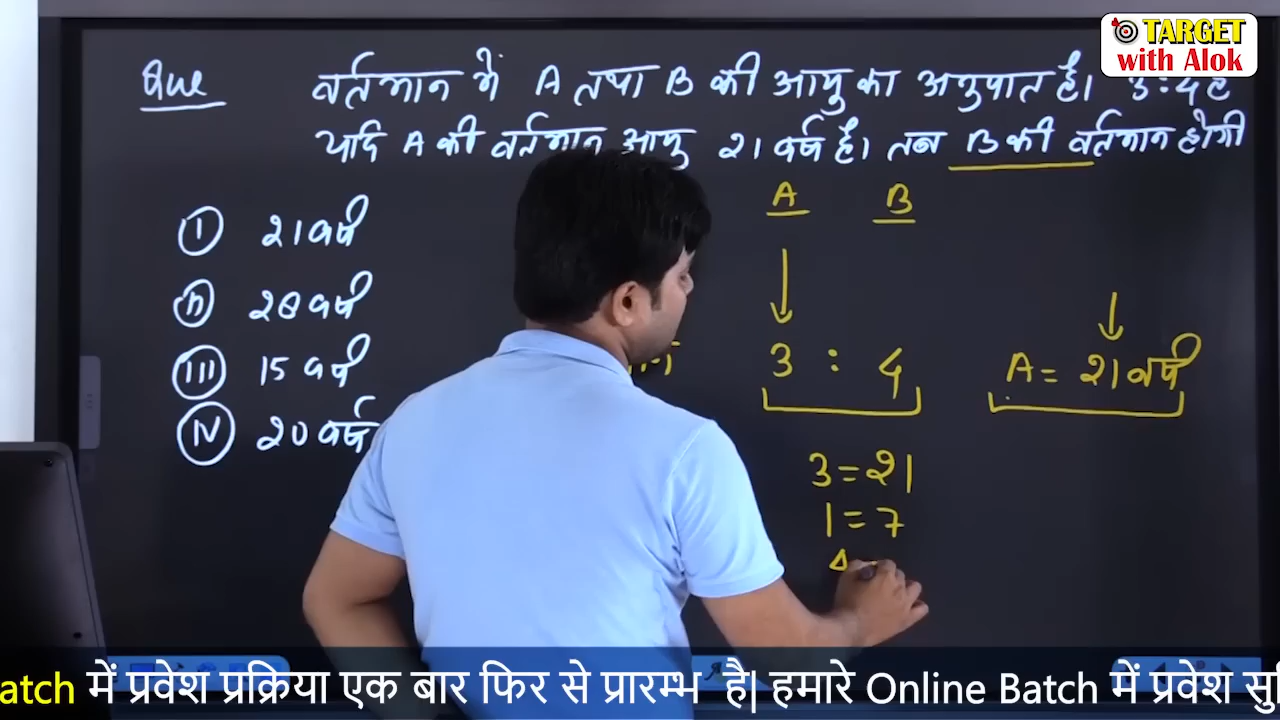 TARGET
with Alok
Que वर्तमान में A तथा B की आयु का अनुपात है। 3:4 है
यदि A की वर्तमान आयु 21 वर्ष है। तब B की वर्तमान होगी
A B
I 21 वर्ष
II 28 वर्ष
III 15 वर्ष
IV 20 वर्ष
3 : 4
A = 21 वर्ष
3 = 21
1 = 7
atch में प्रवेश प्रक्रिया एक बार फिर से प्रारम्भ है| हमारे Online Batch में प्रवेश सु